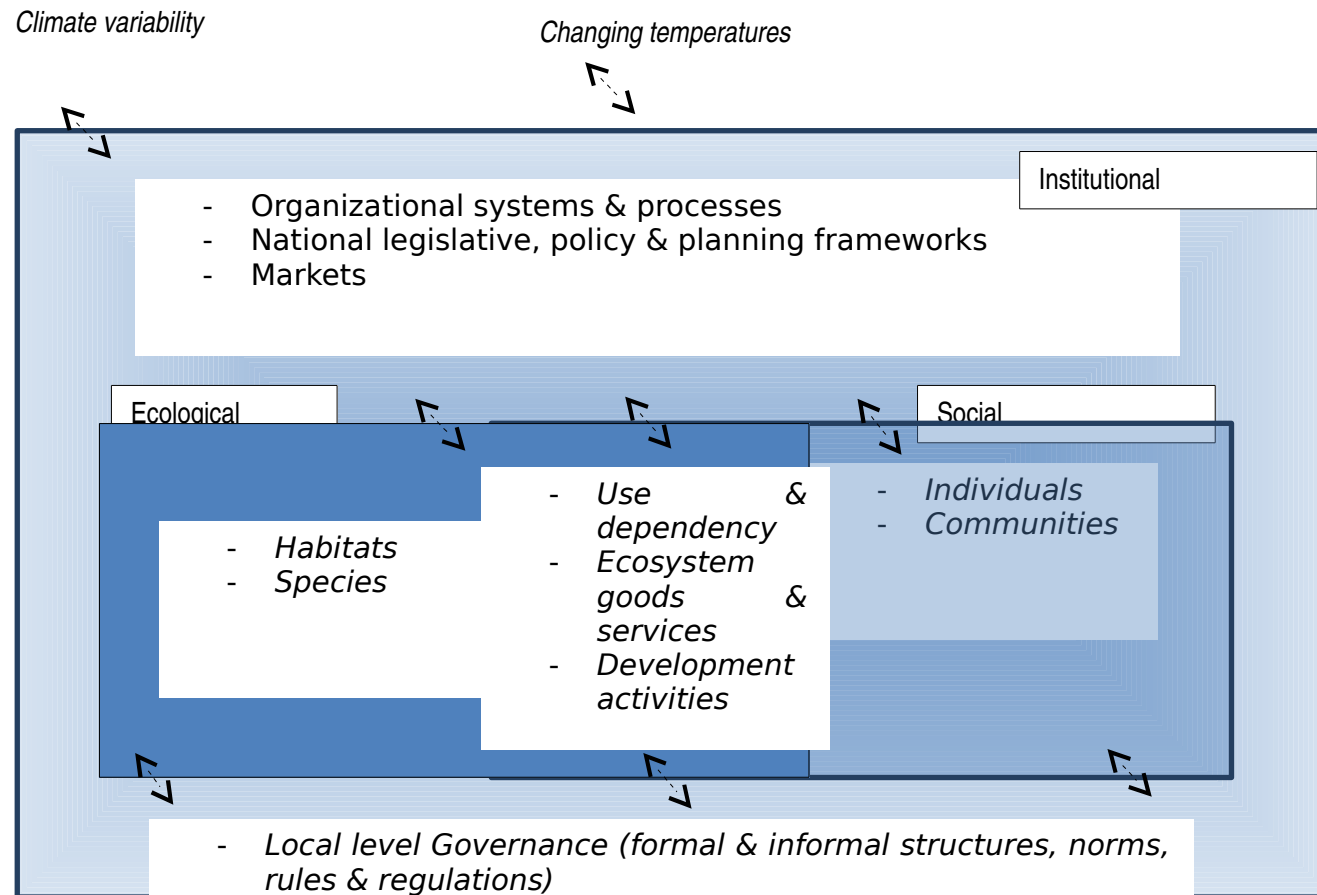 Climate variability
Changing temperatures
Institutional
- Organizational systems & processes
- National legislative, policy & planning frameworks
- Markets
Ecological
Social
- Habitats
- Species
- Use &
dependency
- Ecosystem
goods &
services
- Development
activities
- Individuals
- Communities
- Local level Governance (formal & informal structures, norms,
rules & regulations)